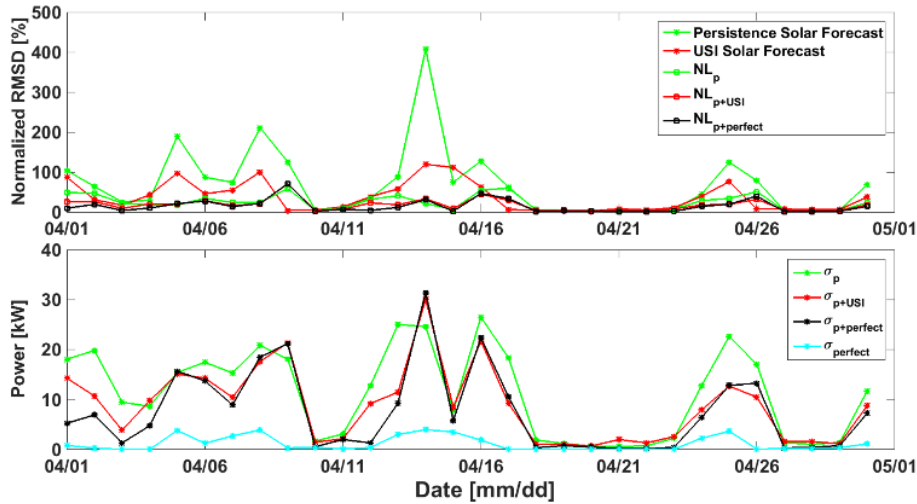 500
400
300
200
100
0
Normalized RMSD [%]
Persistence Solar Forecast
USI Solar Forecast
NLp
NLp+USI
NLp+perfect
04/01 04/06 04/11 04/16 04/21 04/26 05/01
40
30
20
10
0
Power [kW]
σp
σp+USI
σp+perfect
σperfect
04/01 04/06 04/11 04/16 04/21 04/26 05/01
Date [mm/dd]